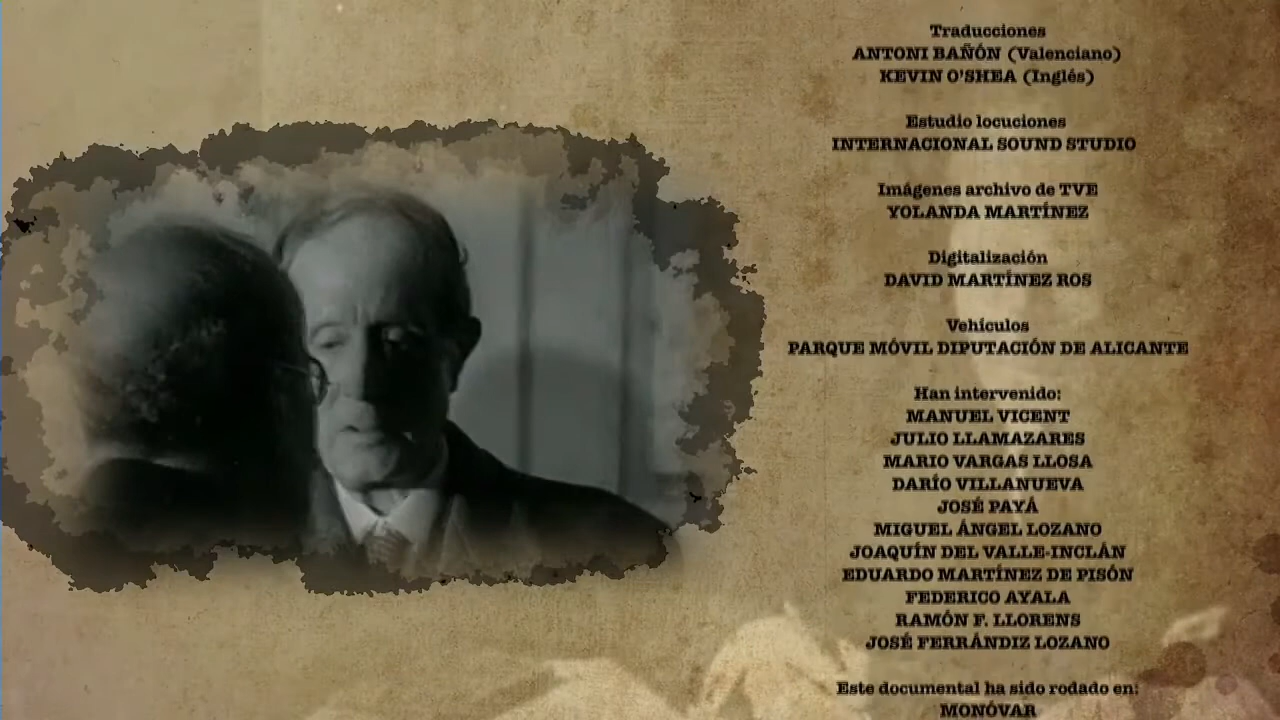 Traducciones
ANTONI BAÑÓN (Valenciano)
KEVIN O'SHEA (Inglés)
Estudio locuciones
INTERNACIONAL SOUND STUDIO
Imágenes archivo de TVE
YOLANDA MARTÍNEZ
Digitalización
DAVID MARTÍNEZ ROS
Vehículos
PARQUE MÓVIL DIPUTACIÓN DE ALICANTE
Han intervenido:
MANUEL VICENT
JULIO LLAMAZARES
MARIO VARGAS LLOSA
DARÍO VILLANUEVA
JOSÉ PAYÁ
MIGUEL ÁNGEL LOZANO
JOAQUÍN DEL VALLE-INCLÁN
EDUARDO MARTÍNEZ DE PISÓN
FEDERICO AYALA
RAMÓN F. LLORENS
JOSÉ FERRÁNDIZ LOZANO
Este documental ha sido rodado en:
MONÓVAR